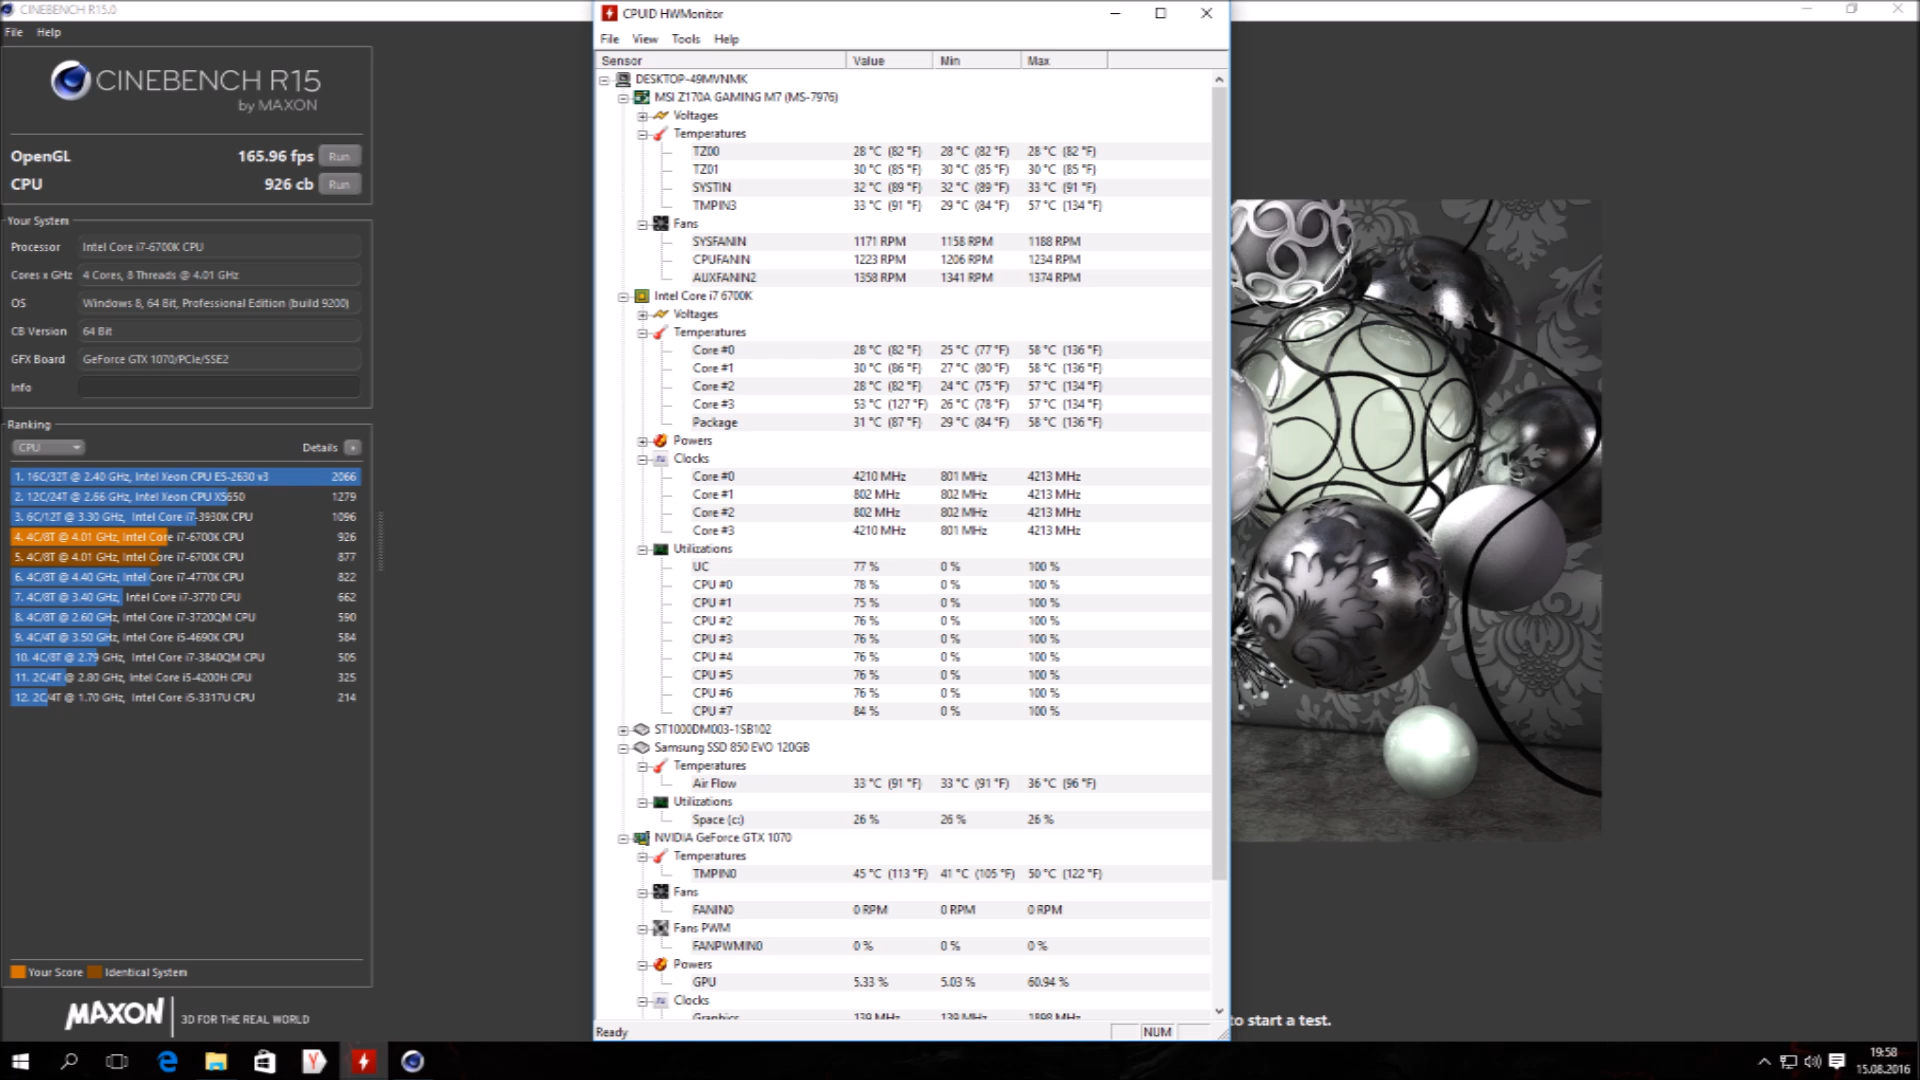 CINEBENCH R15.0
File Help
CINEBENCH R15
by MAXON
OpenGL 165.96 fps Run
CPU 926 cb Run
Your System
Processor Intel Core i7-6700K CPU
Cores x GHz 4 Cores, 8 Threads @ 4.01 GHz
OS Windows 8, 64 Bit, Professional Edition (build 9200)
CB Version 64 Bit
GFX Board GeForce GTX 1070/PCIe/SSE2
Info
Ranking
CPU Details
1. 16C/32T @ 2.40 GHz, Intel Xeon CPU E5-2630 v3 2066
2. 12C/24T @ 2.66 GHz, Intel Xeon CPU X5650 1279
3. 6C/12T @ 3.30 GHz, Intel Core i7-3930K CPU 1096
4. 4C/8T @ 4.01 GHz, Intel Core i7-6700K CPU 926
5. 4C/8T @ 4.01 GHz, Intel Core i7-6700K CPU 877
6. 4C/8T @ 4.40 GHz, Intel Core i7-4770K CPU 822
7. 4C/8T @ 3.40 GHz, Intel Core i7-3770 CPU 662
8. 4C/8T @ 2.60 GHz, Intel Core i7-3720QM CPU 590
9. 4C/4T @ 3.50 GHz, Intel Core i5-4690K CPU 584
10. 4C/8T @ 2.79 GHz, Intel Core i7-3840QM CPU 505
11. 2C/4T @ 2.80 GHz, Intel Core i5-4200H CPU 325
12. 2C/4T @ 1.70 GHz, Intel Core i5-3317U CPU 214
Your Score Identical System
MAXON 3D FOR THE REAL WORLD
CPUID HWMonitor
File View Tools Help
Sensor Value Min Max
DESKTOP-49MVNMK
MSI Z170A GAMING M7 (MS-7976)
Voltages
Temperatures
TZ00 28 °C (82 °F) 28 °C (82 °F) 28 °C (82 °F)
TZ01 30 °C (85 °F) 30 °C (85 °F) 30 °C (85 °F)
SYSTIN 32 °C (89 °F) 32 °C (89 °F) 33 °C (91 °F)
TMPIN3 33 °C (91 °F) 29 °C (84 °F) 57 °C (134 °F)
Fans
SYSFANIN 1171 RPM 1158 RPM 1188 RPM
CPUFANIN 1223 RPM 1206 RPM 1234 RPM
AUXFANIN2 1358 RPM 1341 RPM 1374 RPM
Intel Core i7 6700K
Voltages
Temperatures
Core #0 28 °C (82 °F) 25 °C (77 °F) 58 °C (136 °F)
Core #1 30 °C (86 °F) 27 °C (80 °F) 58 °C (136 °F)
Core #2 28 °C (82 °F) 24 °C (75 °F) 57 °C (134 °F)
Core #3 53 °C (127 °F) 26 °C (78 °F) 57 °C (134 °F)
Package 31 °C (87 °F) 29 °C (84 °F) 58 °C (136 °F)
Powers
Clocks
Core #0 4210 MHz 801 MHz 4213 MHz
Core #1 802 MHz 802 MHz 4213 MHz
Core #2 802 MHz 802 MHz 4213 MHz
Core #3 4210 MHz 801 MHz 4213 MHz
Utilizations
UC 77 % 0 % 100 %
CPU #0 78 % 0 % 100 %
CPU #1 75 % 0 % 100 %
CPU #2 76 % 0 % 100 %
CPU #3 76 % 0 % 100 %
CPU #4 76 % 0 % 100 %
CPU #5 76 % 0 % 100 %
CPU #6 76 % 0 % 100 %
CPU #7 84 % 0 % 100 %
ST1000DM003-1SB102
Samsung SSD 850 EVO 120GB
Temperatures
Air Flow 33 °C (91 °F) 33 °C (91 °F) 36 °C (96 °F)
Utilizations
Space (c:) 26 % 26 % 26 %
NVIDIA GeForce GTX 1070
Temperatures
TMPIN0 45 °C (113 °F) 41 °C (105 °F) 50 °C (122 °F)
Fans
FANIN0 0 RPM 0 RPM 0 RPM
Fans PWM
FANPWMIN0 0 % 0 % 0 %
Powers
GPU 5.33 % 5.03 % 60.94 %
Clocks
Graphics 139 MHz 139 MHz 1898 MHz
Ready NUM
to start a test.
19:58
15.08.2016